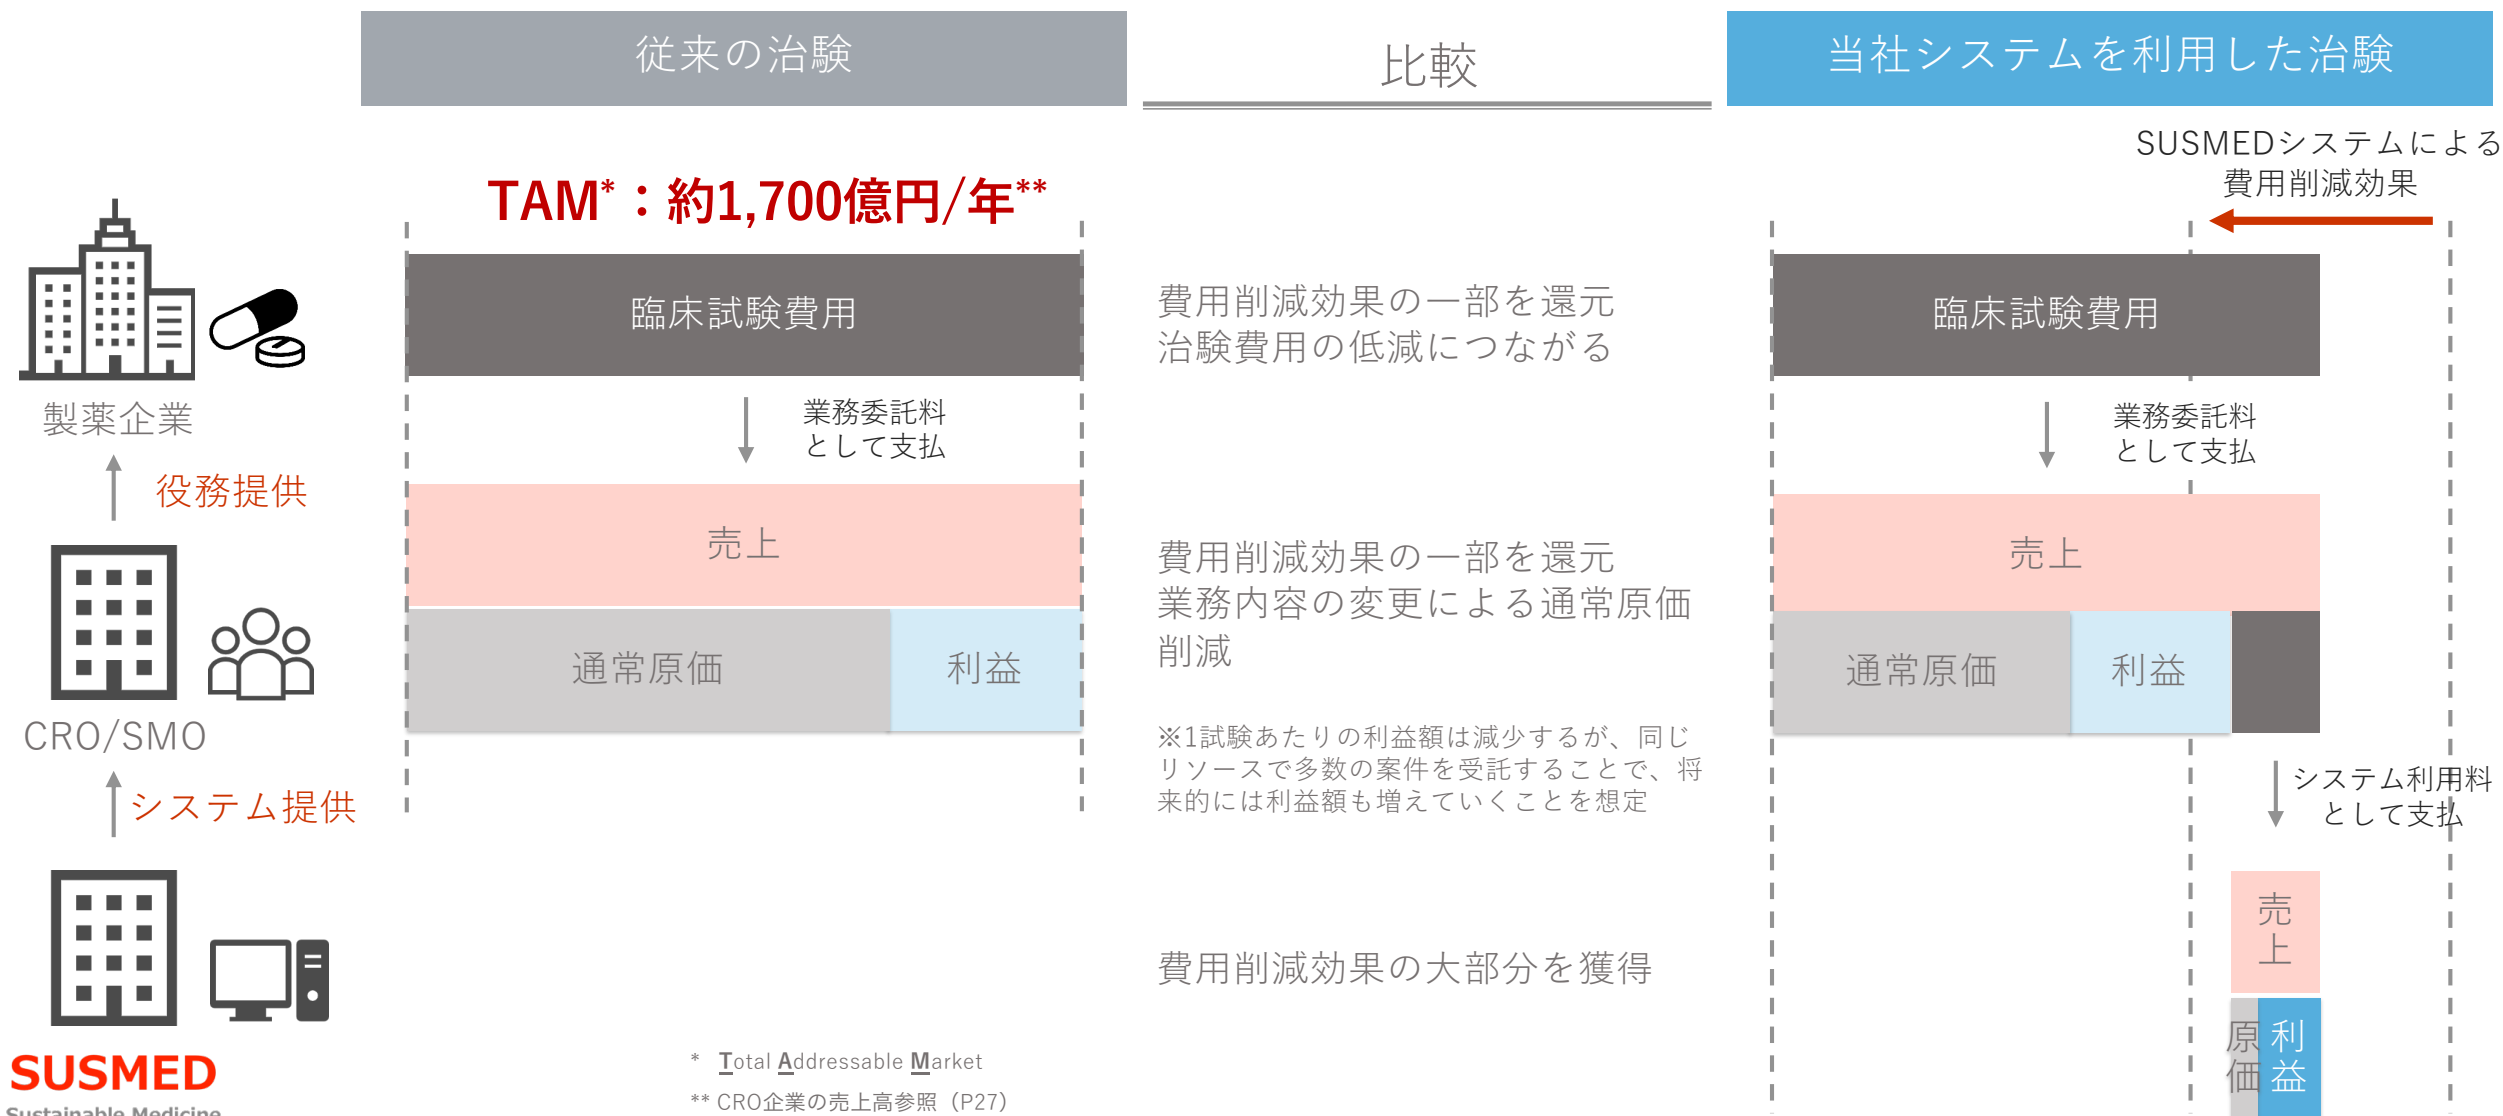 従来の治験
比較
当社システムを利用した治験
SUSMEDシステムによる
費用削減効果
TAM*：約1,700億円/年**
臨床試験費用
費用削減効果の一部を還元
治験費用の低減につながる
臨床試験費用
製薬企業
業務委託料
として支払
業務委託料
として支払
役務提供
売上
費用削減効果の一部を還元
業務内容の変更による通常原価
削減
売上
通常原価
利益
通常原価
利益
CRO/SMO
※1試験あたりの利益額は減少するが、同じ
リソースで多数の案件を受託することで、将
来的には利益額も増えていくことを想定
システム提供
システム利用料
として支払
売上
費用削減効果の大部分を獲得
原価
利益
SUSMED
Sustainable Medicine
* Total Addressable Market
** CRO企業の売上高参照（P27）